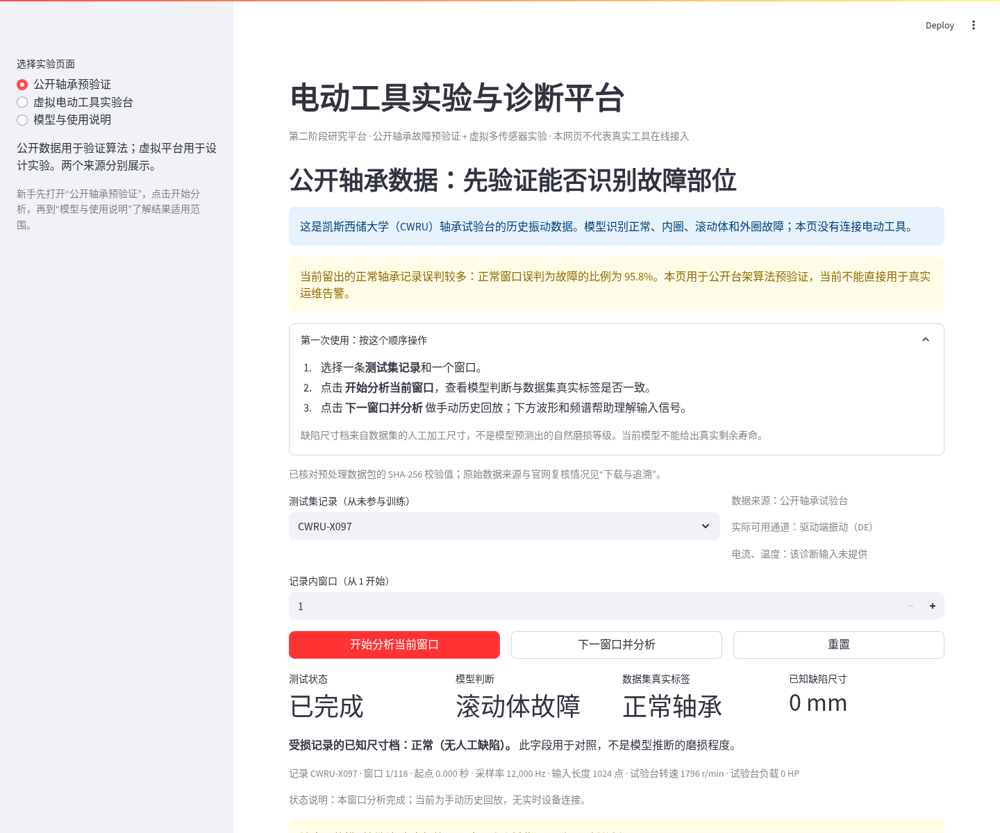 Deploy
选择实验页面
公开轴承预验证
虚拟电动工具实验台
模型与使用说明
公开数据用于验证算法；虚拟平台用于设
计实验。两个来源分别展示。
新手先打开“公开轴承预验证”，点击开始分
析，再到“模型与使用说明”了解结果适用范
围。
电动工具实验与诊断平台
第二阶段研究平台 · 公开轴承故障预验证 + 虚拟多传感器实验 · 本网页不代表真实工具在线接入
公开轴承数据：先验证能否识别故障部位
这是凯斯西储大学（CWRU）轴承试验台的历史振动数据。模型识别正常、内圈、滚动体和外圈故障；本页没有连接电动工具。
当前留出的正常轴承记录误判较多：正常窗口误判为故障的比例为 95.8%。本页用于公开台架算法预验证，当前不能直接用于真实
运维告警。
第一次使用：按这个顺序操作
1. 选择一条测试集记录和一个窗口。
2. 点击 开始分析当前窗口，查看模型判断与数据集真实标签是否一致。
3. 点击 下一窗口并分析 做手动历史回放；下方波形和频谱帮助理解输入信号。
缺陷尺寸档来自数据集的人工加工尺寸，不是模型预测出的自然磨损等级。当前模型不能给出真实剩余寿命。
已核对预处理数据包的 SHA-256 校验值；原始数据来源与官网复核情况见“下载与追溯”。
测试集记录（从未参与训练）
CWRU-X097
数据来源：公开轴承试验台
实际可用通道：驱动端振动（DE）
电流、温度：该诊断输入未提供
记录内窗口（从 1 开始）
1
开始分析当前窗口
下一窗口并分析
重置
测试状态
已完成
模型判断
滚动体故障
数据集真实标签
正常轴承
已知缺陷尺寸
0 mm
受损记录的已知尺寸档：正常（无人工缺陷）。 此字段用于对照，不是模型推断的磨损程度。
记录 CWRU-X097 · 窗口 1/118 · 起点 0.000 秒 · 采样率 12,000 Hz · 输入长度 1024 点 · 试验台转速 1796 r/min · 试验台负载 0 HP
状态说明：本窗口分析完成；当前为手动历史回放，无实时设备连接。